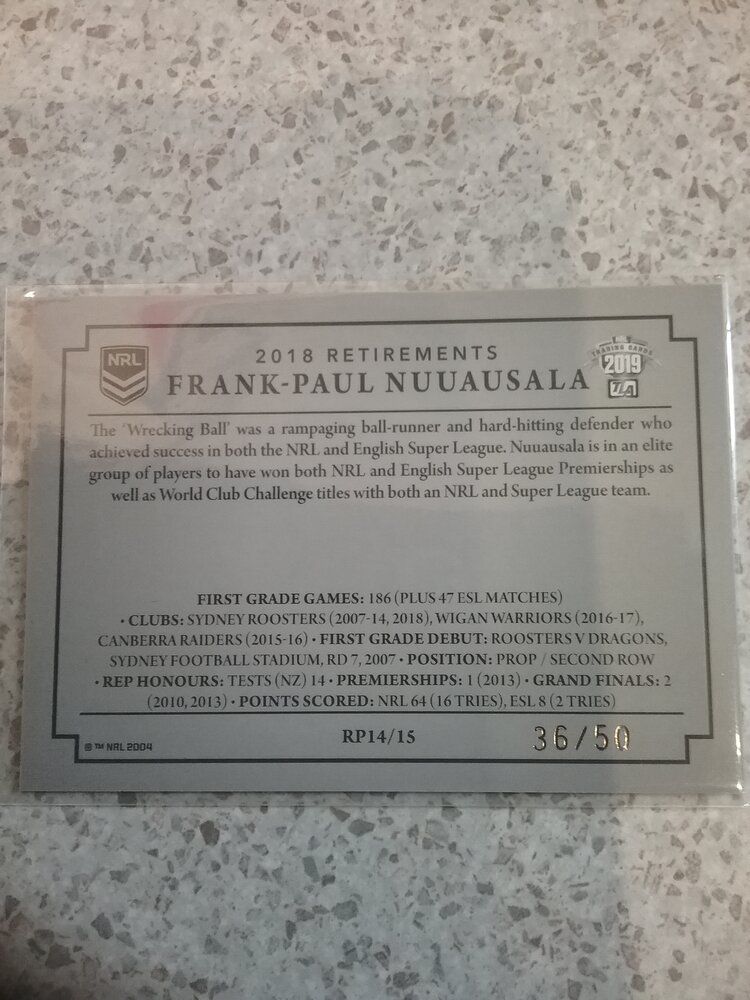 NRL
2018 RETIREMENTS
FRANK-PAUL NUUAUSALA
TRADING CARDS
2019
TLA
The 'Wrecking Ball' was a rampaging ball-runner and hard-hitting defender who
achieved success in both the NRL and English Super League. Nuuausala is in an elite
group of players to have won both NRL and English Super League Premierships as
well as World Club Challenge titles with both an NRL and Super League team.
FIRST GRADE GAMES: 186 (PLUS 47 ESL MATCHES)
• CLUBS: SYDNEY ROOSTERS (2007-14, 2018), WIGAN WARRIORS (2016-17),
CANBERRA RAIDERS (2015-16) • FIRST GRADE DEBUT: ROOSTERS V DRAGONS,
SYDNEY FOOTBALL STADIUM, RD 7, 2007 • POSITION: PROP / SECOND ROW
• REP HONOURS: TESTS (NZ) 14 • PREMIERSHIPS: 1 (2013) • GRAND FINALS: 2
(2010, 2013) • POINTS SCORED: NRL 64 (16 TRIES), ESL 8 (2 TRIES)
© ™ NRL 2004
RP14/15
36/50